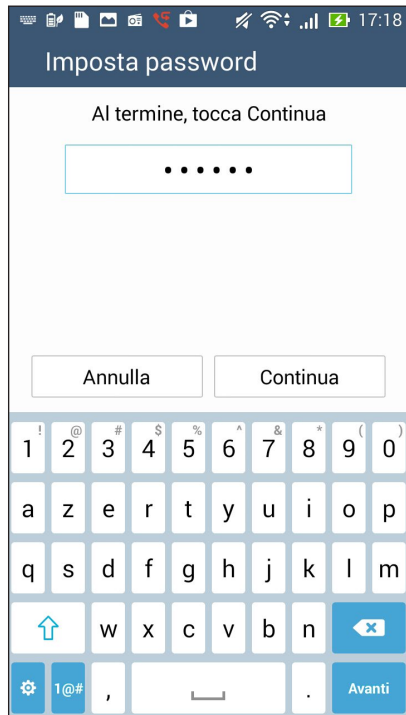 17:18
Imposta password
Al termine, tocca Continua
••••••
Annulla Continua
! @ # $ % ^ & * ( )
1 2 3 4 5 6 7 8 9 0
a z e r t y u i o p
q s d f g h j k l m
w x c v b n
1@# , . Avanti